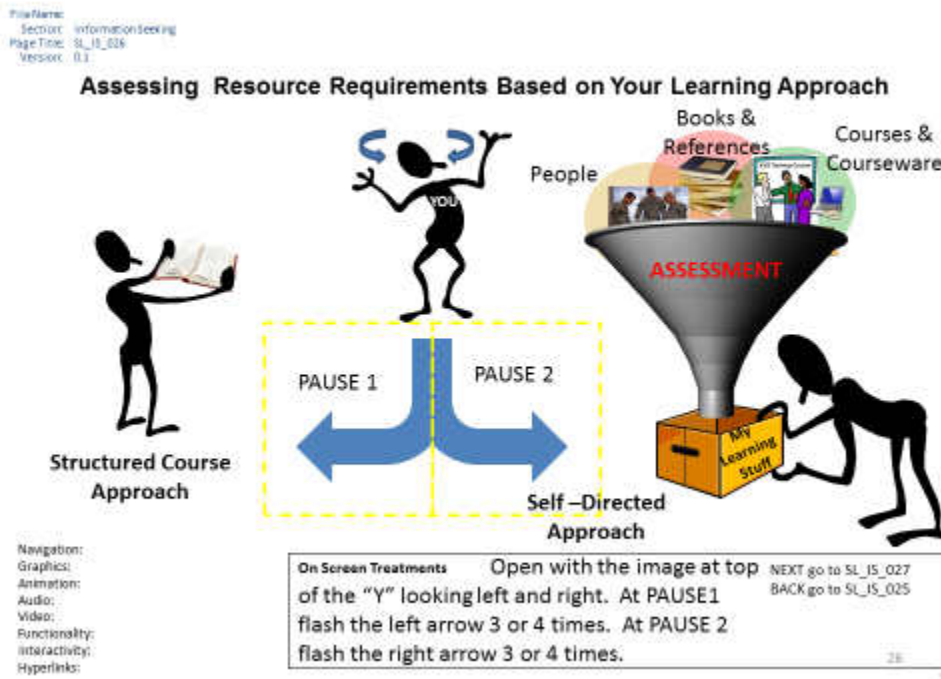 File Name:
Section: Information Seeking
Page Title: SL_IS_026
Version: 0.1
Assessing Resource Requirements Based on Your Learning Approach
Books &
References
Courses &
Courseware
People
YOU
ASSESSMENT
PAUSE 1
PAUSE 2
My
Learning
Stuff
Structured Course
Approach
Self –Directed
Approach
Navigation:
Graphics:
Animation:
Audio:
Video:
Functionality:
Interactivity:
Hyperlinks:
On Screen Treatments Open with the image at top
of the “Y” looking left and right. At PAUSE1
flash the left arrow 3 or 4 times. At PAUSE 2
flash the right arrow 3 or 4 times.
NEXT go to SL_IS_027
BACK go to SL_IS_025
26